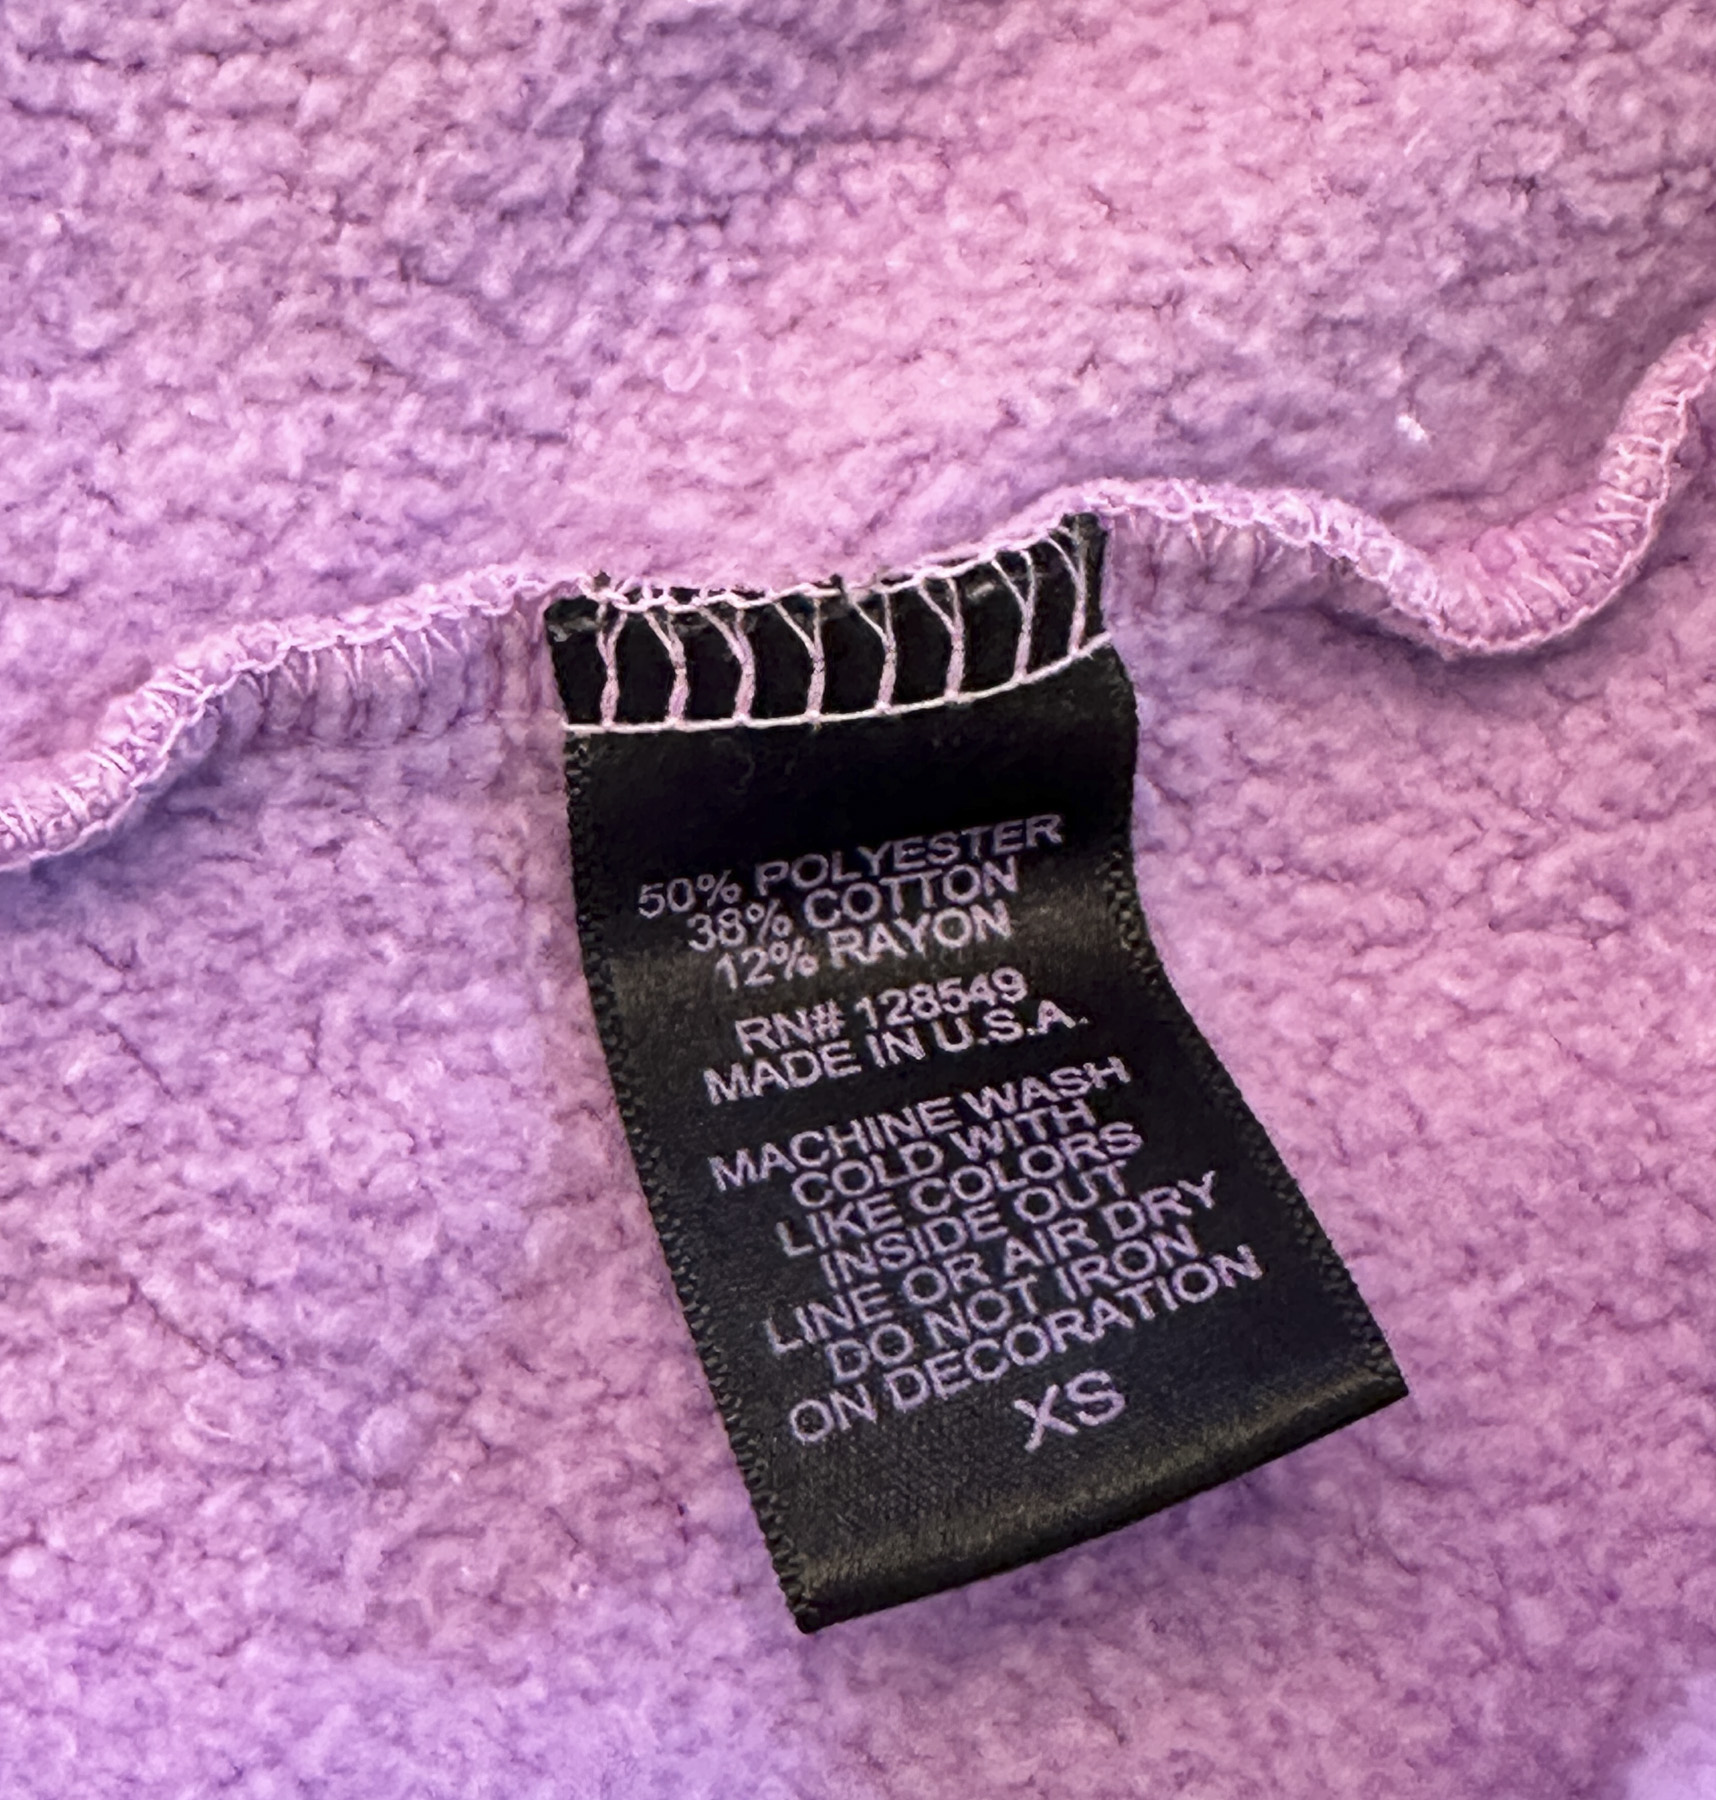 50% POLYESTER
38% COTTON
12% RAYON
RN# 128549
MADE IN U.S.A.
MACHINE WASH
COLD WITH
LIKE COLORS
INSIDE OUT
LINE OR AIR DRY
DO NOT IRON
ON DECORATION
XS